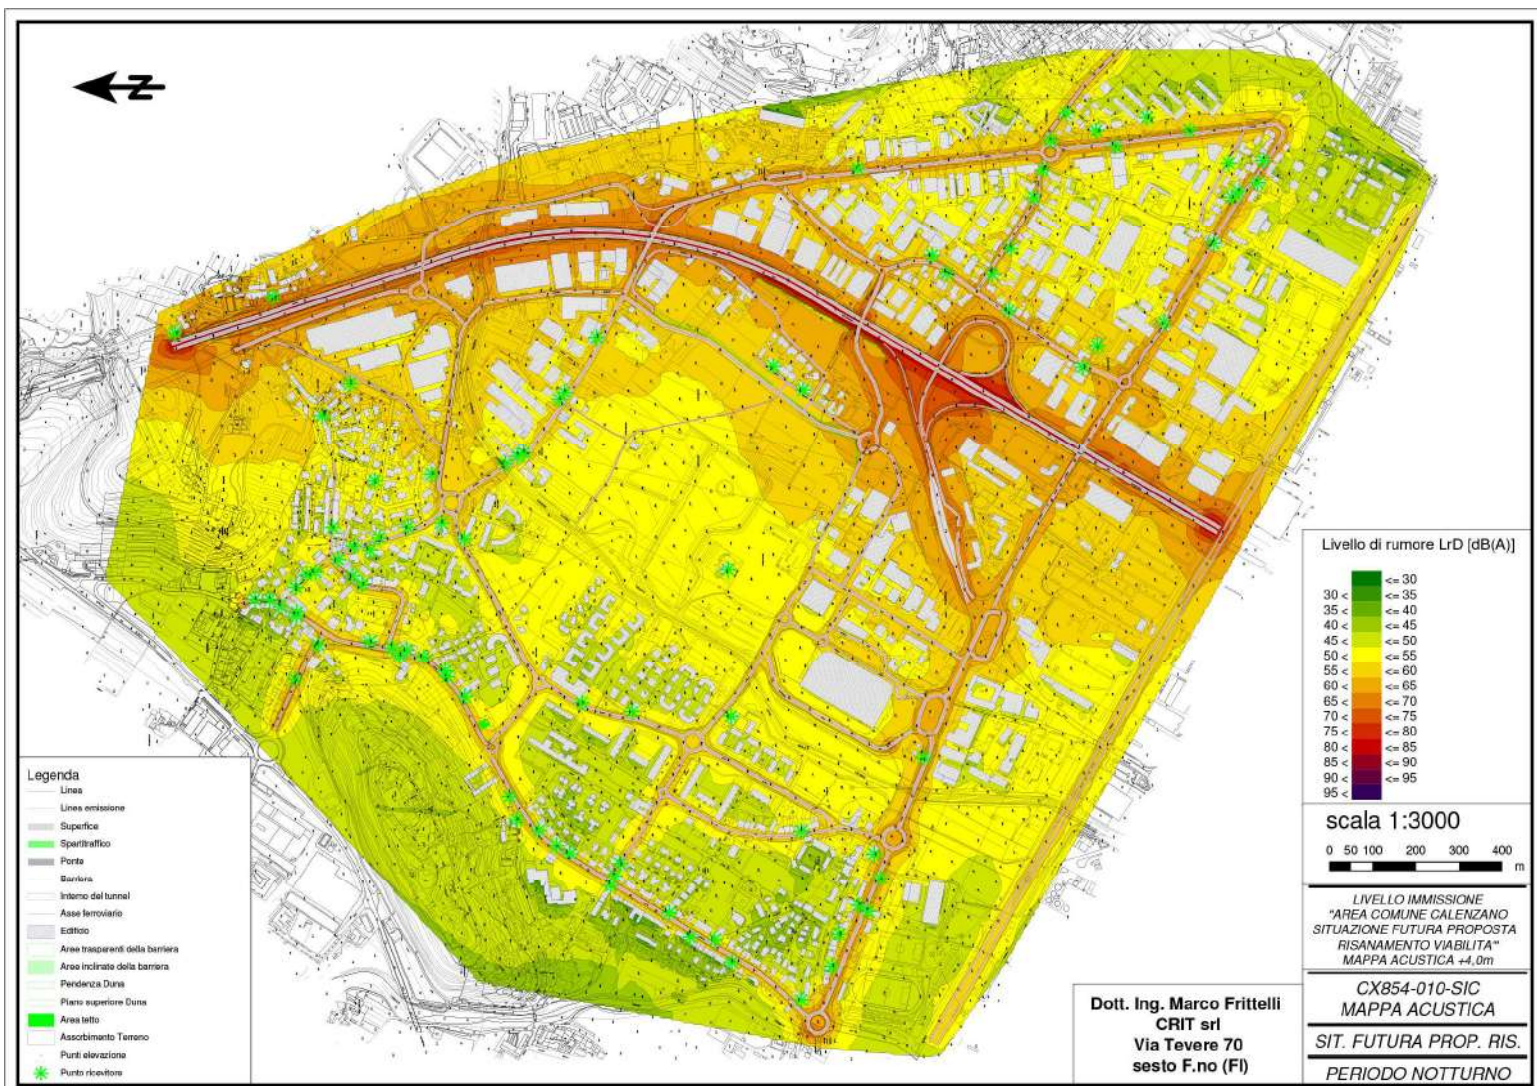 Z
Legenda
Linea
Linea emissione
Superfice
Spartitraffico
Ponte
Barriera
Interno del tunnel
Asse ferroviario
Edificio
Aree trasparenti della barriera
Aree inclinate della barriera
Pendenza Duna
Piano superiore Duna
Area tetto
Assorbimento Terreno
Punti elevazione
Punto ricevitore
Livello di rumore LrD [dB(A)]
<= 30
30 < <= 35
35 < <= 40
40 < <= 45
45 < <= 50
50 < <= 55
55 < <= 60
60 < <= 65
65 < <= 70
70 < <= 75
75 < <= 80
80 < <= 85
85 < <= 90
90 < <= 95
95 <
scala 1:3000
0 50 100 200 300 400
m
LIVELLO IMMISSIONE
"AREA COMUNE CALENZANO
SITUAZIONE FUTURA PROPOSTA
RISANAMENTO VIABILITA"
MAPPA ACUSTICA +4,0m
CX854-010-SIC
MAPPA ACUSTICA
SIT. FUTURA PROP. RIS.
PERIODO NOTTURNO
Dott. Ing. Marco Frittelli
CRIT srl
Via Tevere 70
sesto F.no (FI)